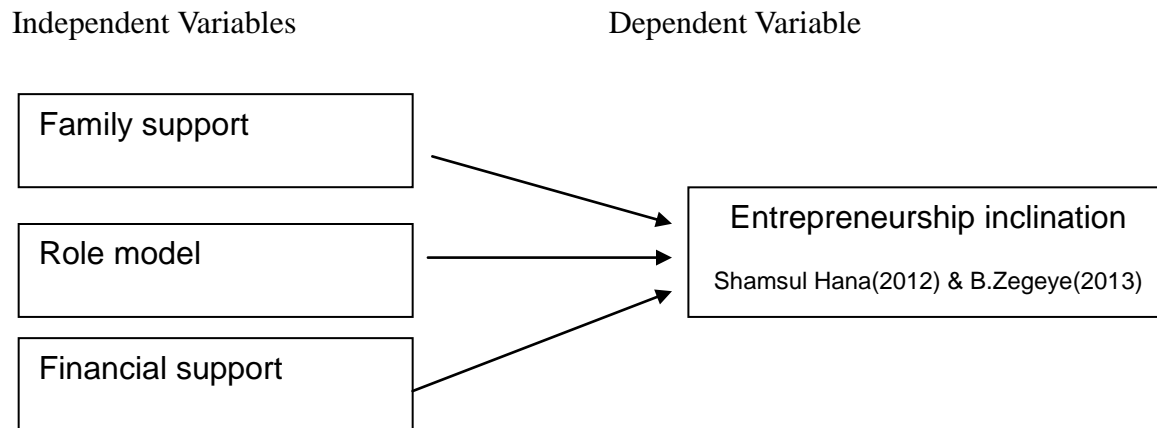 Independent Variables
Dependent Variable
Family support
Role model
Financial support
Entrepreneurship inclination
Shamsul Hana(2012) & B.Zegeye(2013)